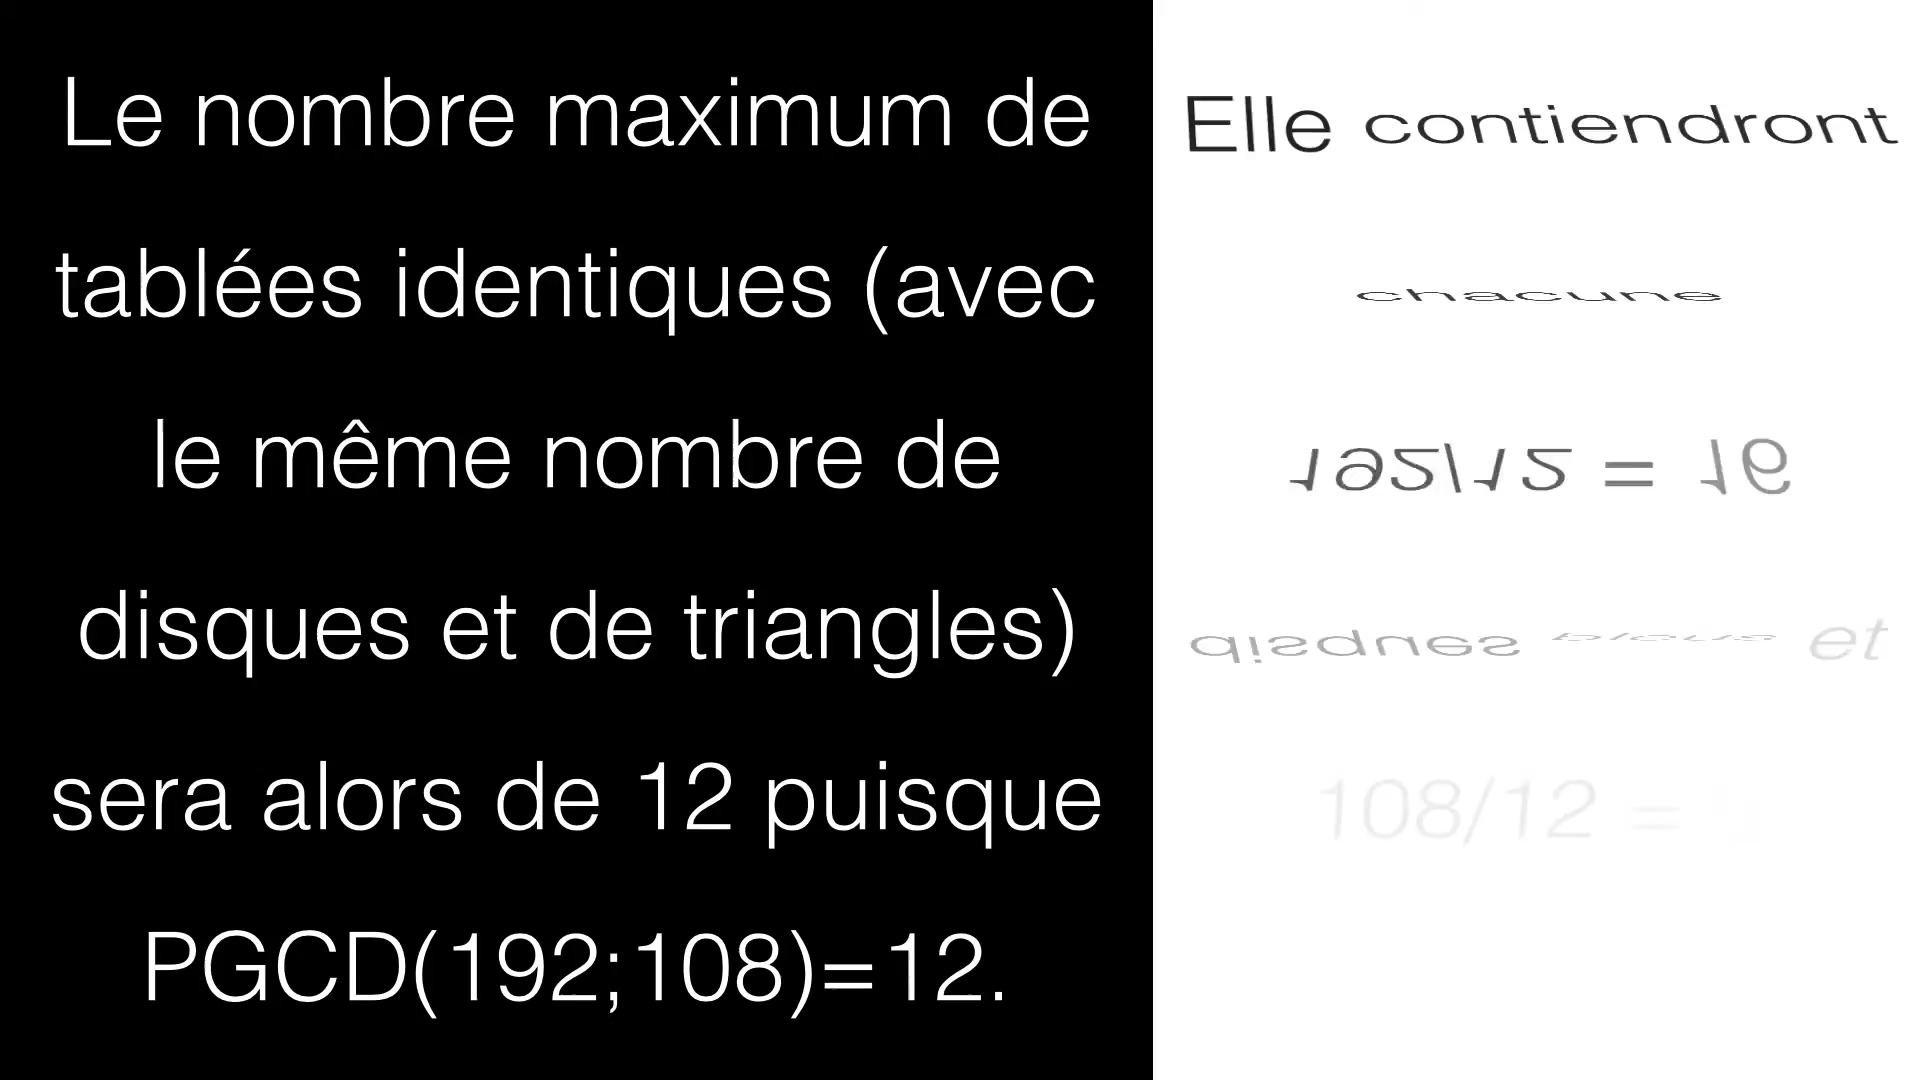 Le nombre maximum de
tablées identiques (avec
le même nombre de
disques et de triangles)
sera alors de 12 puisque
PGCD(192;108)=12.
Elle contiendront
chacune
192/12 = 16
disques et
108/12 =